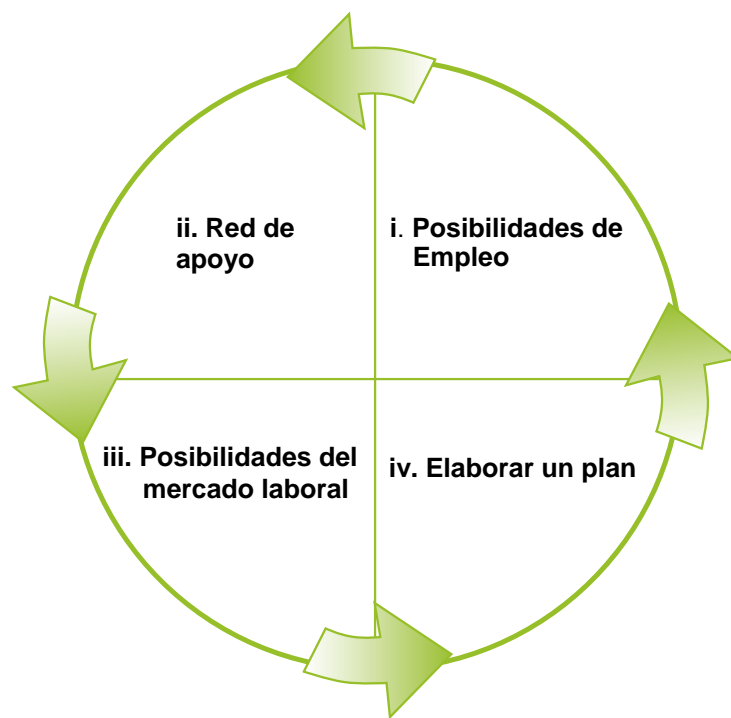 i. Posibilidades de
Empleo
ii. Red de
apoyo
iii. Posibilidades del
mercado laboral
iv. Elaborar un plan